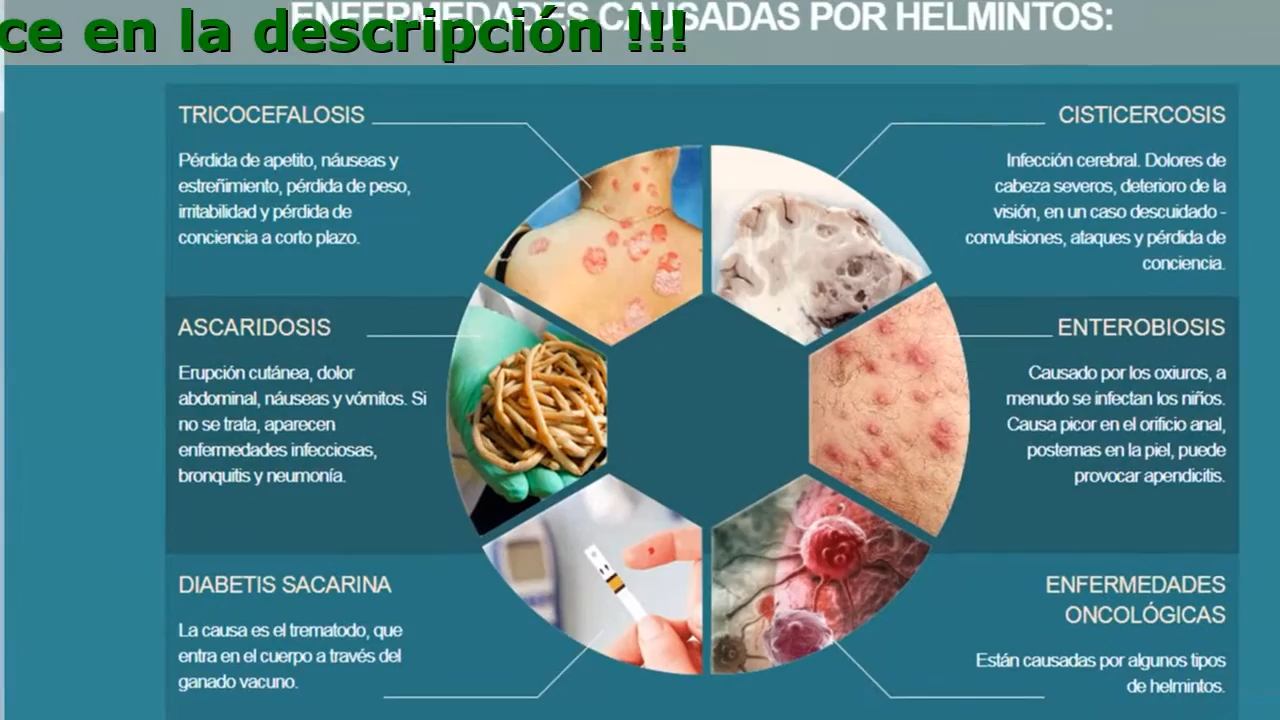 ENFERMEDADES CAUSADAS POR HELMINTOS:
ce en la descripción !!!
TRICOCEFALOSIS
Pérdida de apetito, náuseas y
estreñimiento, pérdida de peso,
irritabilidad y pérdida de
conciencia a corto plazo.
CISTICERCOSIS
Infección cerebral. Dolores de
cabeza severos, deterioro de la
visión, en un caso descuidado -
convulsiones, ataques y pérdida de
conciencia.
ASCARIDOSIS
Erupción cutánea, dolor
abdominal, náuseas y vómitos. Si
no se trata, aparecen
enfermedades infecciosas,
bronquitis y neumonía.
ENTEROBIOSIS
Causado por los oxiuros, a
menudo se infectan los niños.
Causa picor en el orificio anal,
postemas en la piel, puede
provocar apendicitis.
DIABETIS SACARINA
La causa es el trematodo, que
entra en el cuerpo a través del
ganado vacuno.
ENFERMEDADES
ONCOLÓGICAS
Están causadas por algunos tipos
de helmintos.